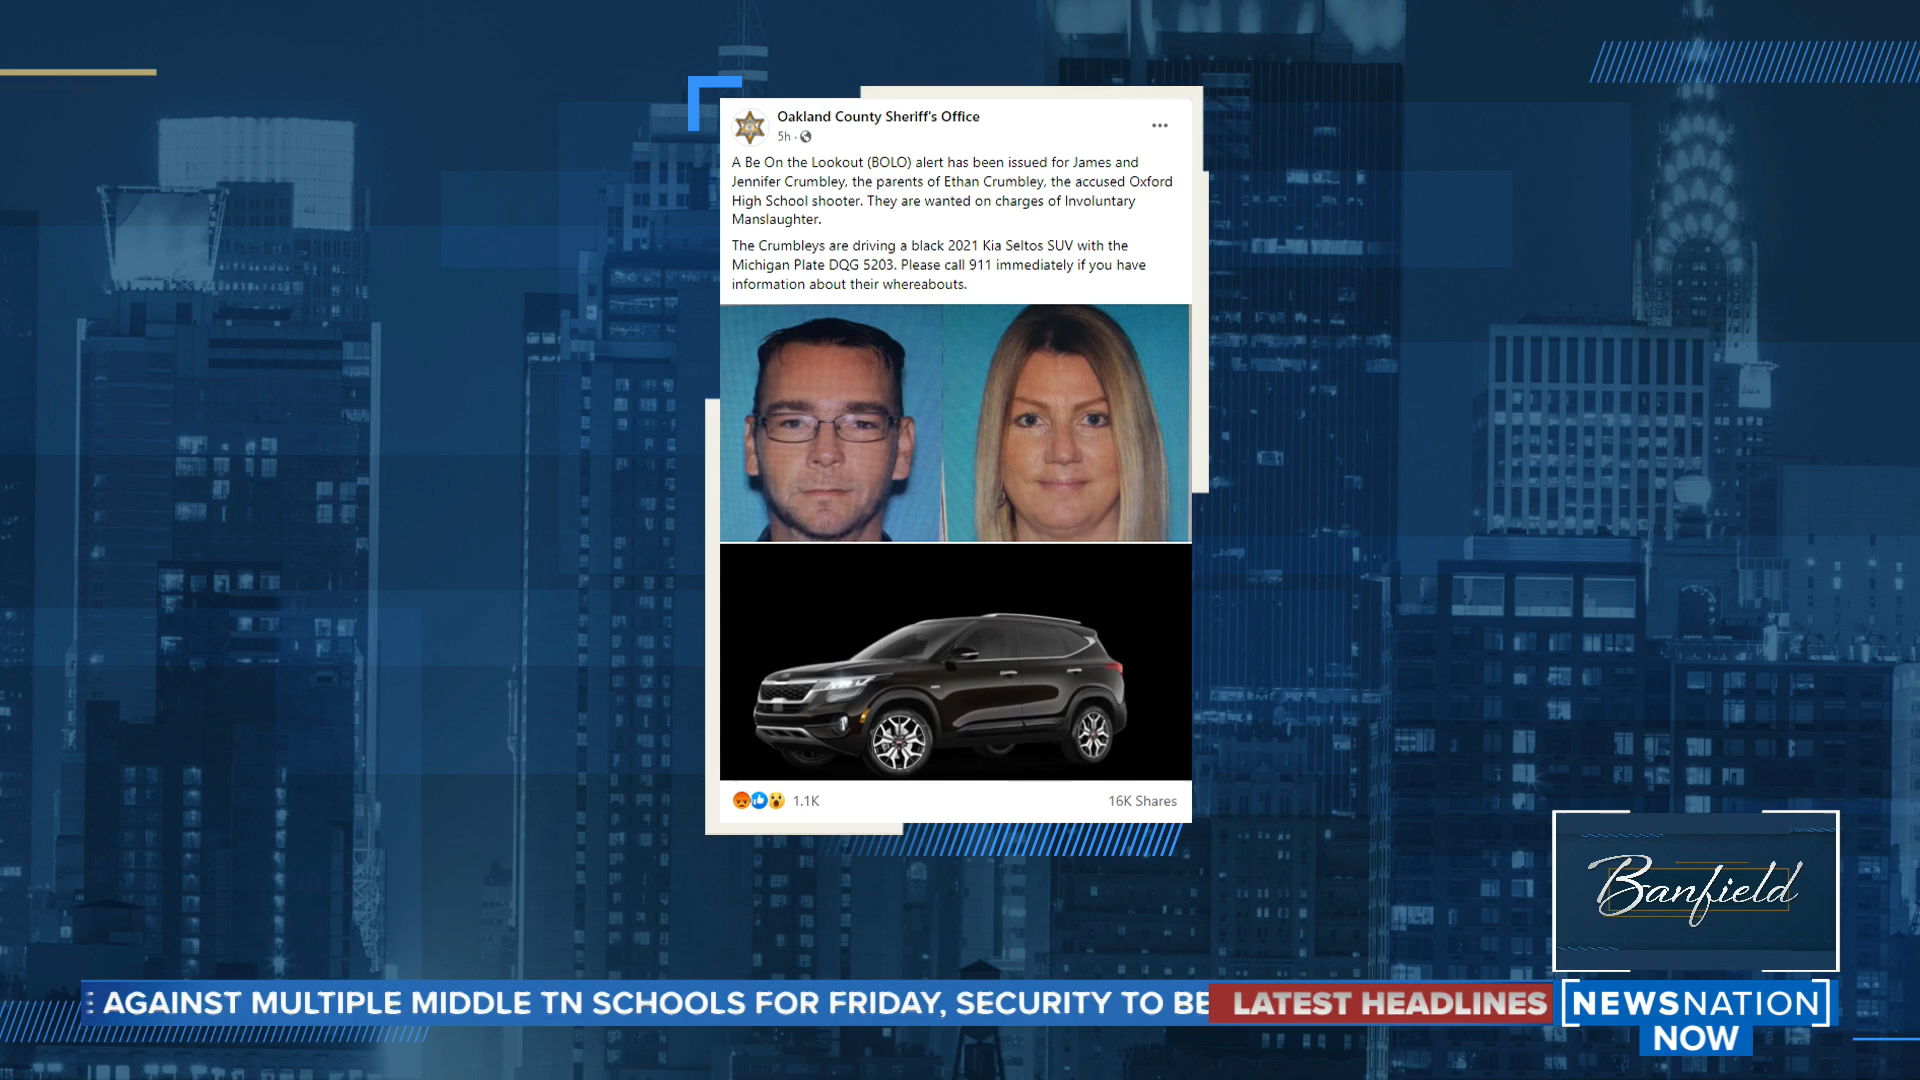 Oakland County Sheriff's Office
5h ·
A Be On the Lookout (BOLO) alert has been issued for James and
Jennifer Crumbley, the parents of Ethan Crumbley, the accused Oxford
High School shooter. They are wanted on charges of Involuntary
Manslaughter.
The Crumbleys are driving a black 2021 Kia Seltos SUV with the
Michigan Plate DQG 5203. Please call 911 immediately if you have
information about their whereabouts.
1.1K
16K Shares
Banfield
AGAINST MULTIPLE MIDDLE TN SCHOOLS FOR FRIDAY, SECURITY TO BE
LATEST HEADLINES
NEWSNATION
NOW